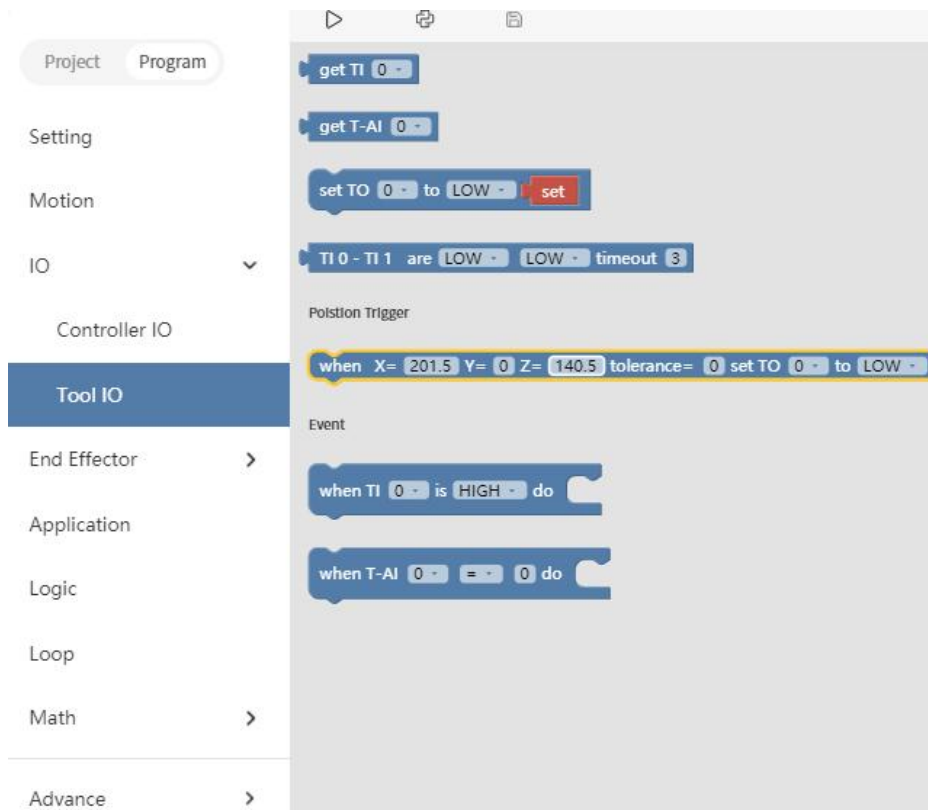 Project Program
Setting
Motion
IO
Controller IO
Tool IO
End Effector
Application
Logic
Loop
Math
Advance
get TI 0
get T-AI 0
set TO 0 to LOW set
TI 0 - TI 1 are LOW LOW timeout 3
Poistion Trigger
when X= 201.5 Y= 0 Z= 140.5 tolerance= 0 set TO 0 to LOW
Event
when TI 0 is HIGH do
when T-AI 0 = 0 do